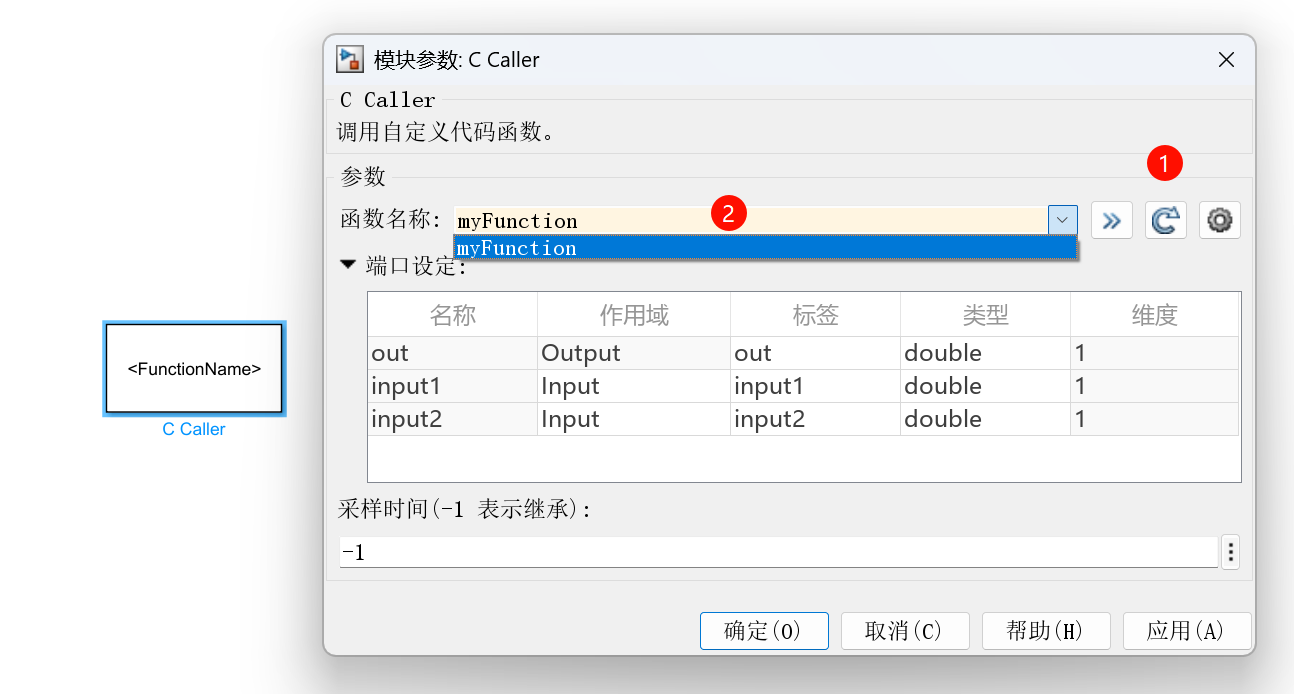 模块参数: C Caller
C Caller
调用自定义代码函数。
1
参数
函数名称: myFunction
2
myFunction
端口设定:
名称 作用域 标签 类型 维度
out Output out double 1
input1 Input input1 double 1
input2 Input input2 double 1
采样时间(-1 表示继承):
-1
确定(O) 取消(C) 帮助(H) 应用(A)
<FunctionName>
C Caller